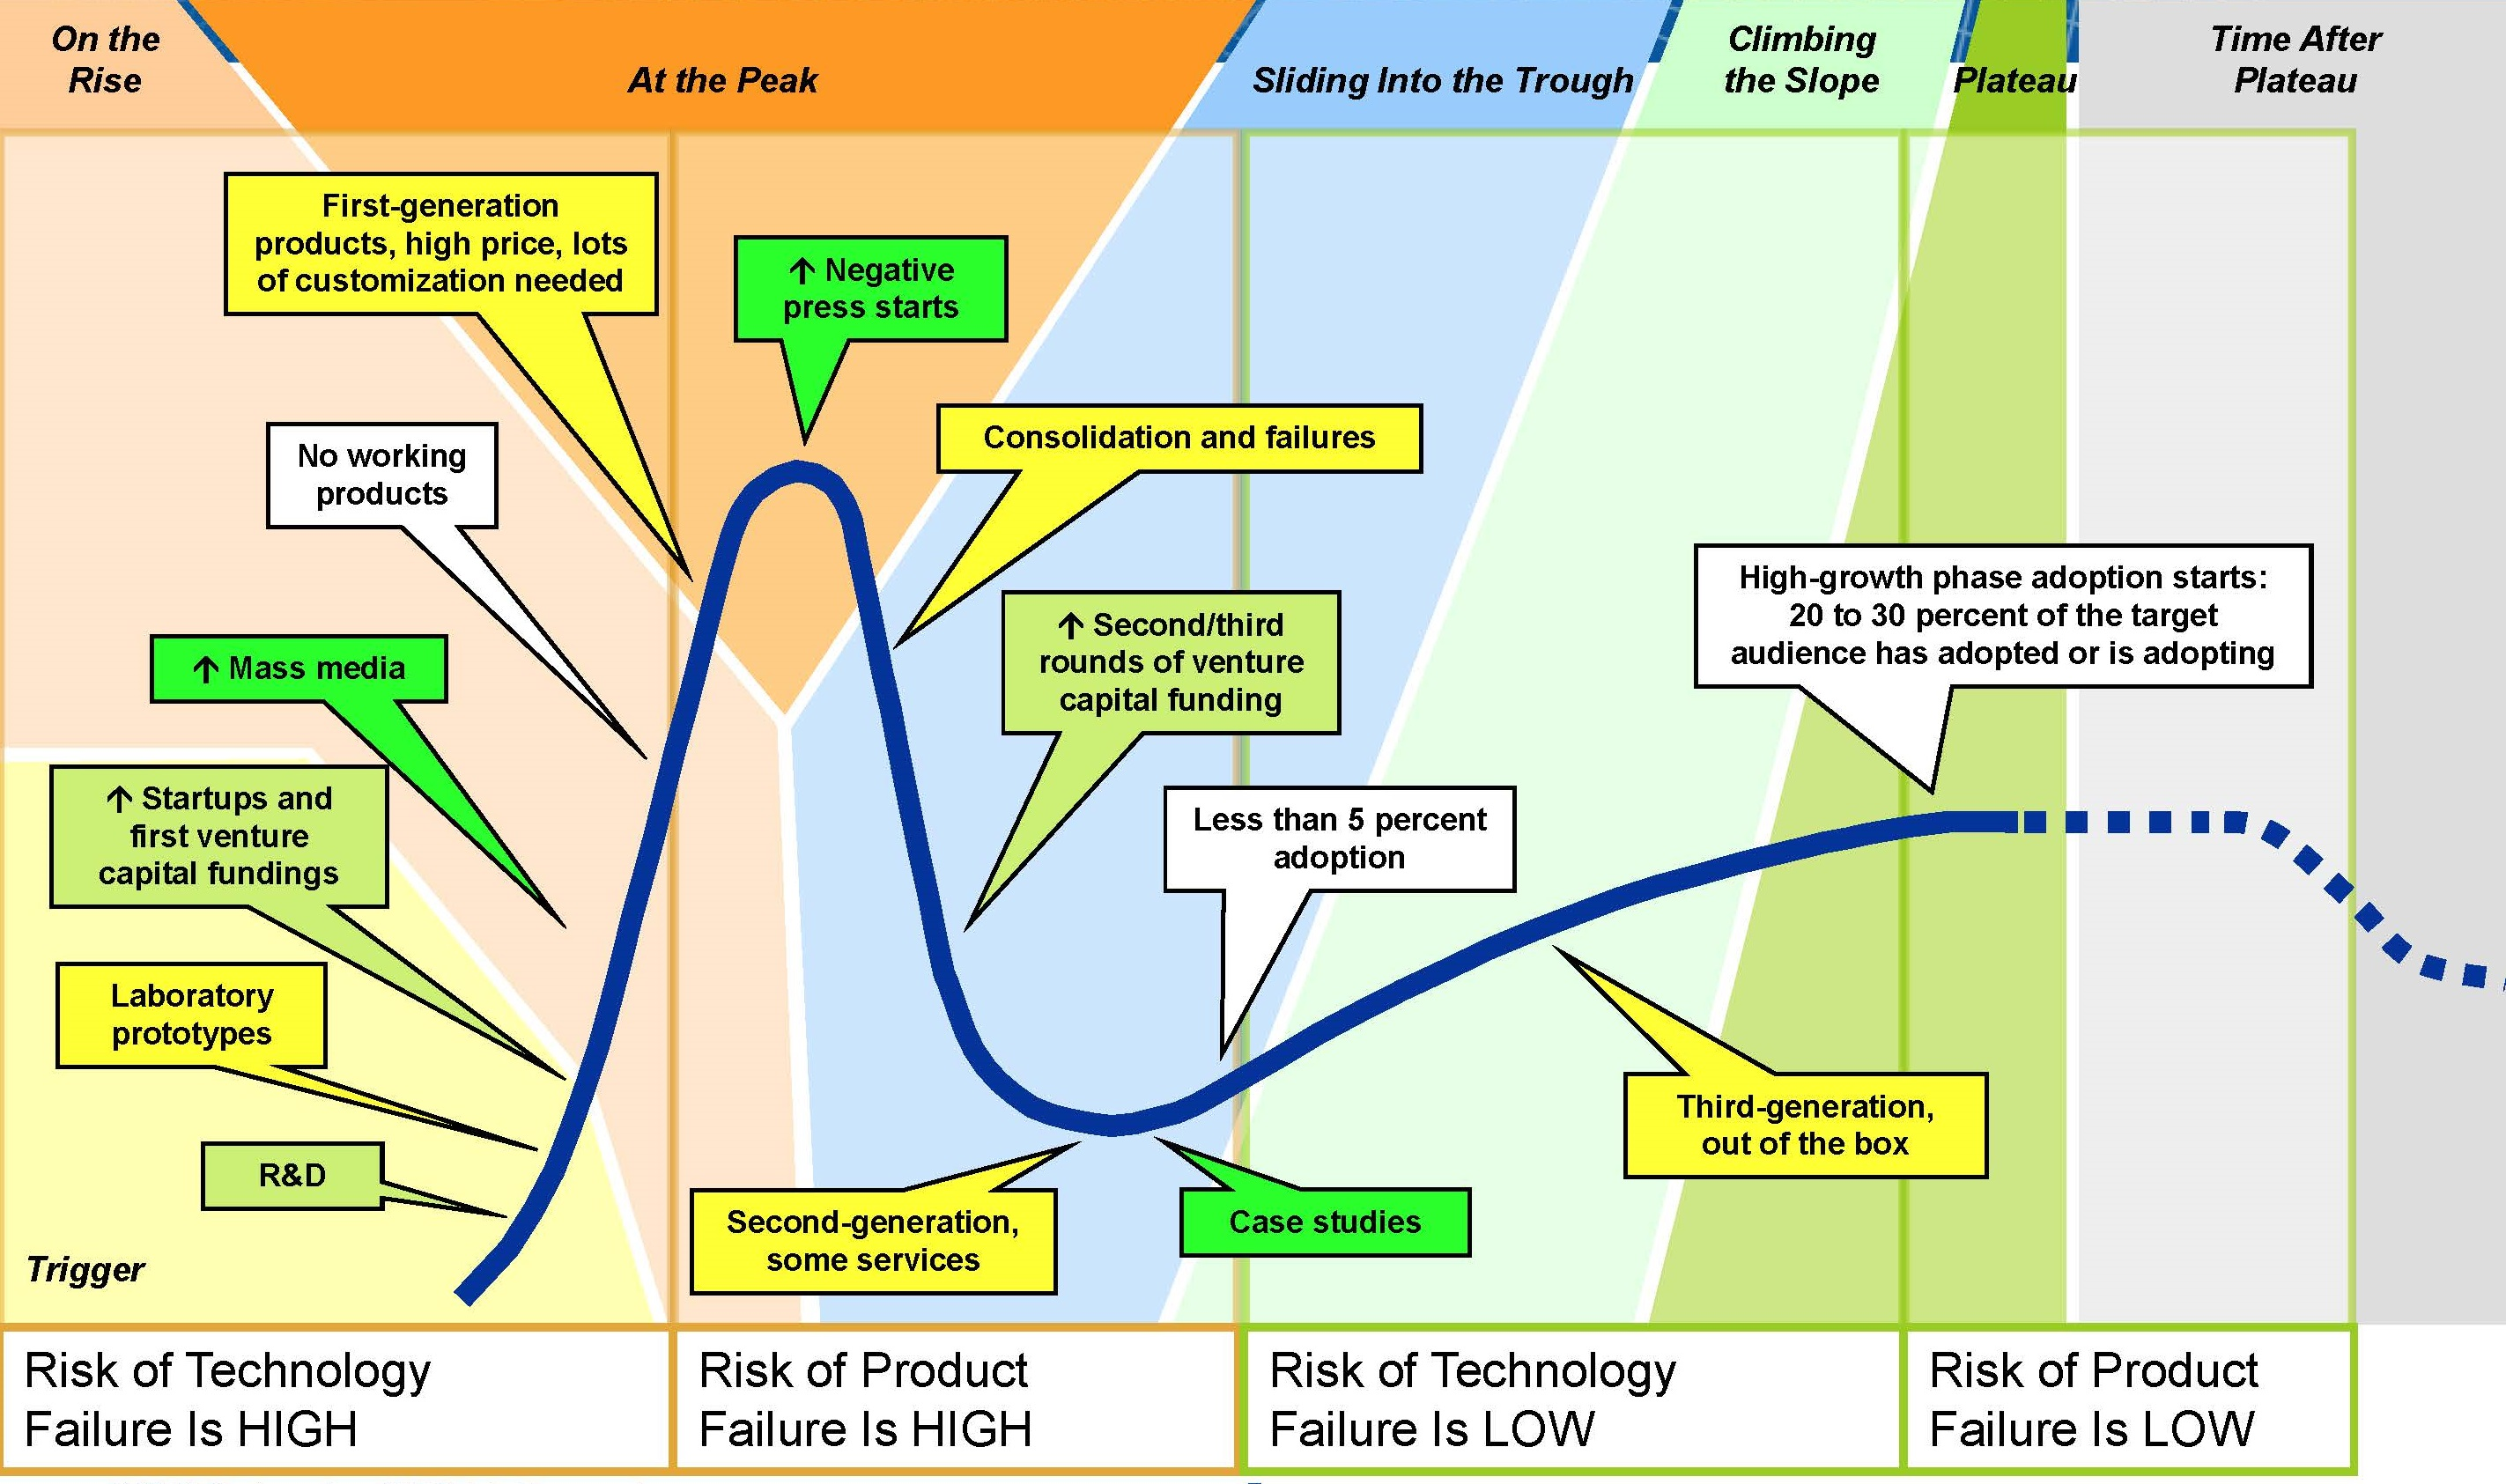 On the
Rise
At the Peak
Sliding Into the Trough
Climbing
the Slope
Plateau
Time After
Plateau
First-generation
products, high price, lots
of customization needed
↑ Negative
press starts
No working
products
Consolidation and failures
↑ Mass media
↑ Second/third
rounds of venture
capital funding
High-growth phase adoption starts:
20 to 30 percent of the target
audience has adopted or is adopting
↑ Startups and
first venture
capital fundings
Less than 5 percent
adoption
Laboratory
prototypes
R&D
Third-generation,
out of the box
Second-generation,
some services
Case studies
Trigger
Risk of Technology
Failure Is HIGH
Risk of Product
Failure Is HIGH
Risk of Technology
Failure Is LOW
Risk of Product
Failure Is LOW